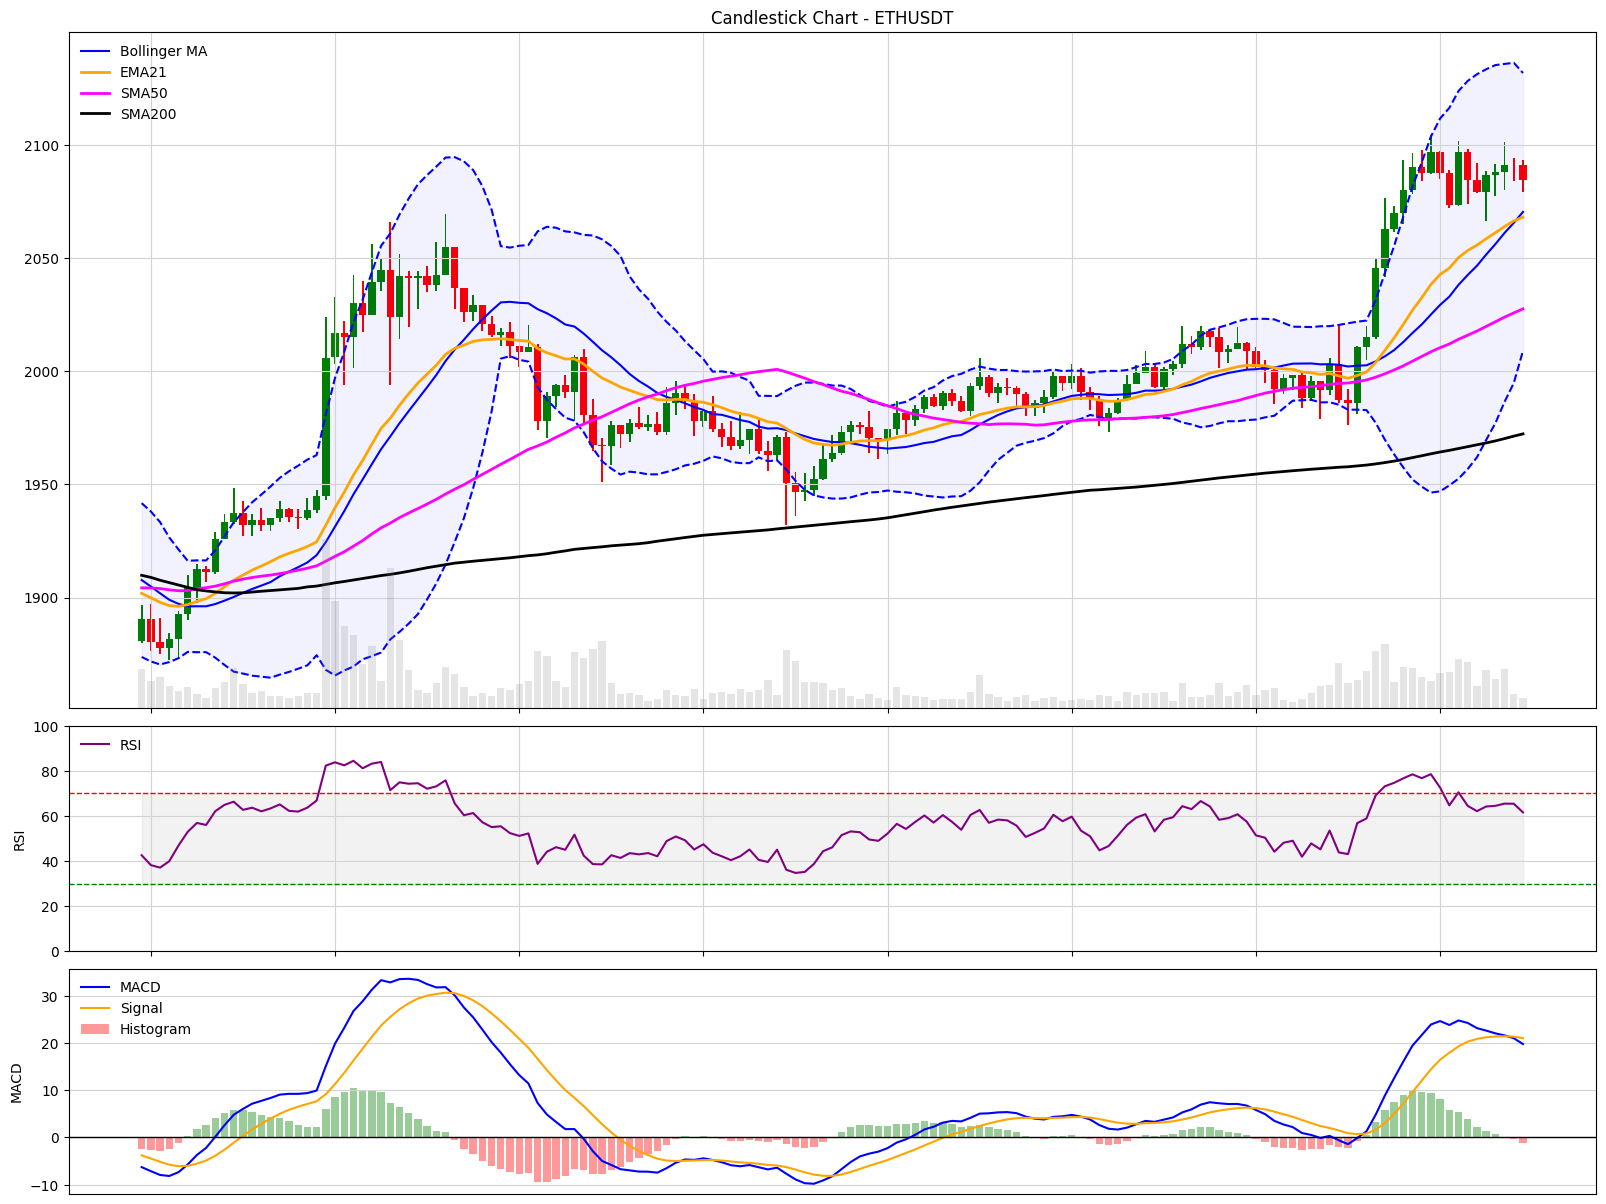 Candlestick Chart - ETHUSDT
Bollinger MA
EMA21
SMA50
SMA200
2100
2050
2000
1950
1900
RSI
100
80
60
40
20
0
RSI
MACD
Signal
Histogram
30
20
10
0
−10
MACD